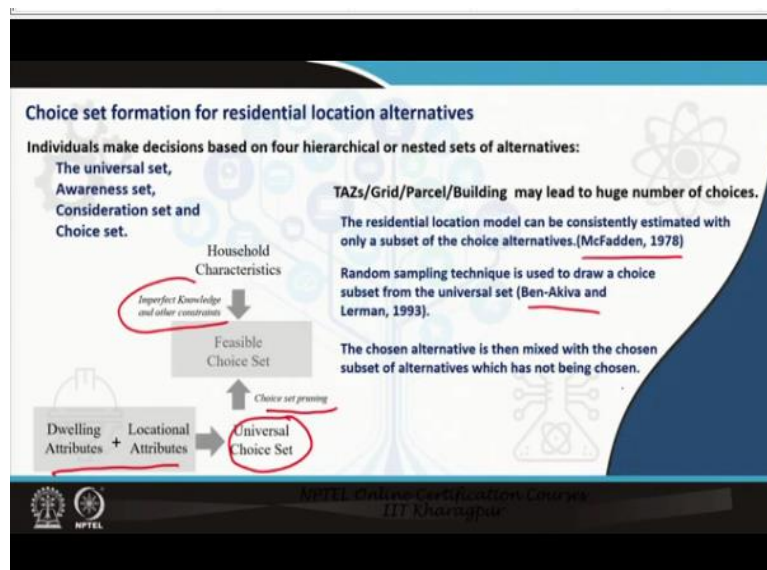 Choice set formation for residential location alternatives
Individuals make decisions based on four hierarchical or nested sets of alternatives:
The universal set,
Awareness set,
Consideration set and
Choice set.
TAZs/Grid/Parcel/Building may lead to huge number of choices.
The residential location model can be consistently estimated with
only a subset of the choice alternatives.(McFadden, 1978)
Random sampling technique is used to draw a choice
subset from the universal set (Ben-Akiva and
Lerman, 1993).
The chosen alternative is then mixed with the chosen
subset of alternatives which has not being chosen.
Household
Characteristics
Imperfect Knowledge
and other constraints
Feasible
Choice Set
Choice set pruning
Dwelling
Attributes
+
Locational
Attributes
Universal
Choice Set
NPTEL
NPTEL Online Certification Courses
IIT Kharagpur